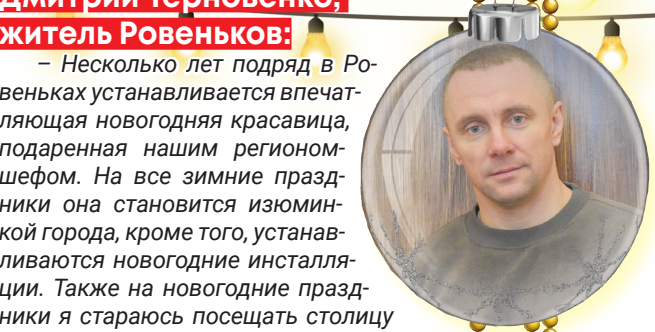 Дмитрий Терновенко,
житель Ровеньков:
– Несколько лет подряд в Ро-
веньках устанавливается впечат-
ляющая новогодняя красавица,
подаренная нашим регионом-
шефом. На все зимние празд-
ники она становится изюмин-
кой города, кроме того, устанав-
ливаются новогодние инсталля-
ции. Также на новогодние празд-
ники я стараюсь посещать столицу